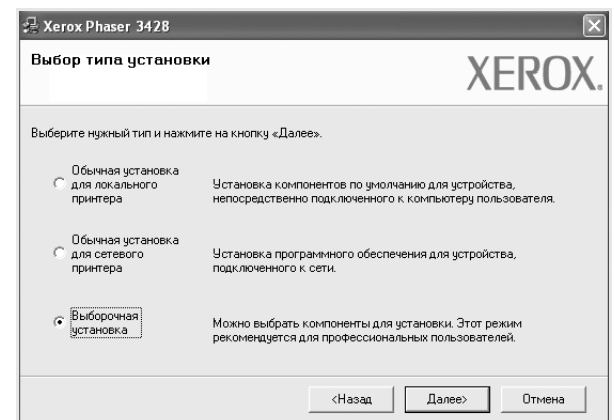 Xerox Phaser 3428
Выбор типа установки
XEROX.
Выберите нужный тип и нажмите на кнопку «Далее».
Обычная установка
для локального
принтера
Установка компонентов по умолчанию для устройства,
непосредственно подключенного к компьютеру пользователя.
Обычная установка
для сетевого
принтера
Установка программного обеспечения для устройства,
подключенного к сети.
Выборочная
установка
Можно выбрать компоненты для установки. Этот режим
рекомендуется для профессиональных пользователей.
<Назад
Далее>
Отмена